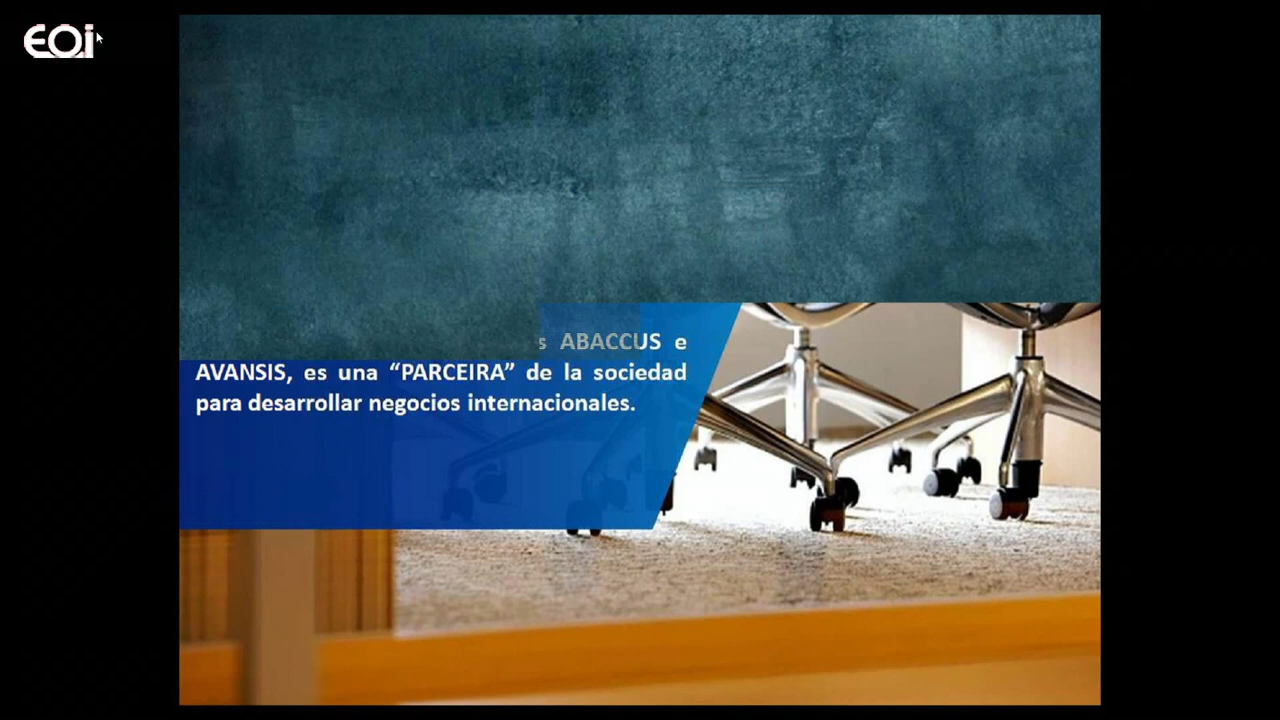 EOI
s ABACCUS e
AVANSIS, es una “PARCEIRA” de la sociedad
para desarrollar negocios internacionales.